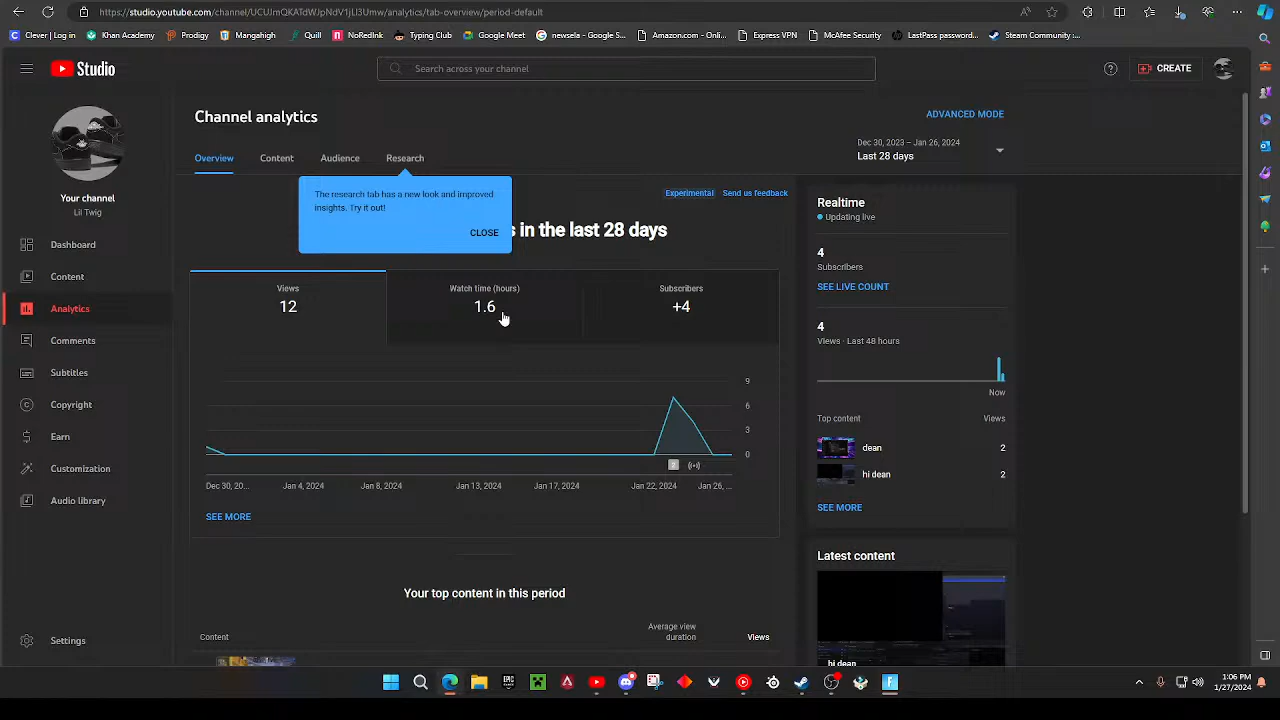 https://studio.youtube.com/channel/UCUJmQKATdWJpNdV1jLI3Umw/analytics/tab-overview/period-default
Clever | Log in
Khan Academy
Prodigy
Mangahigh
Quill
NoRedInk
Typing Club
Google Meet
newsela - Google S...
Amazon.com - Onli...
Express VPN
McAfee Security
LastPass password...
Steam Community :...
Studio
Search across your channel
CREATE
Channel analytics
ADVANCED MODE
Dec 30, 2023 – Jan 26, 2024
Last 28 days
Overview
Content
Audience
Research
The research tab has a new look and improved
insights. Try it out!
CLOSE
Experimental
Send us feedback
s in the last 28 days
Your channel
Lil Twig
Dashboard
Content
Analytics
Comments
Subtitles
Copyright
Earn
Customization
Audio library
Settings
Views
12
Watch time (hours)
1.6
Subscribers
+4
9
6
3
0
2
Dec 30, 20...
Jan 4, 2024
Jan 8, 2024
Jan 13, 2024
Jan 17, 2024
Jan 22, 2024
Jan 26, ...
SEE MORE
Your top content in this period
Content
Average view
duration
Views
Realtime
Updating live
4
Subscribers
SEE LIVE COUNT
4
Views · Last 48 hours
Now
Top content
Views
dean
2
hi dean
2
SEE MORE
Latest content
hi dean
1:06 PM
1/27/2024